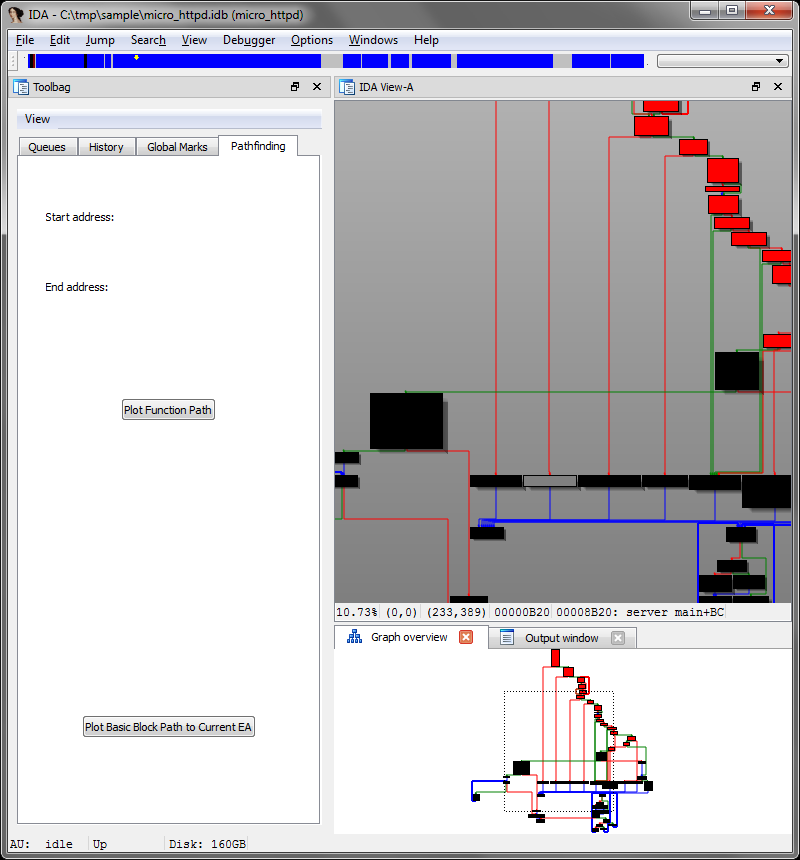 IDA - C:\tmp\sample\micro_httpd.idb (micro_httpd)
File Edit Jump Search View Debugger Options Windows Help
Toolbag
IDA View-A
View
Queues History Global Marks Pathfinding
Start address:
End address:
Plot Function Path
Plot Basic Block Path to Current EA
10.73% (0,0) (233,389) 00000B20 00008B20: server main+BC
Graph overview Output window
AU: idle Up Disk: 160GB